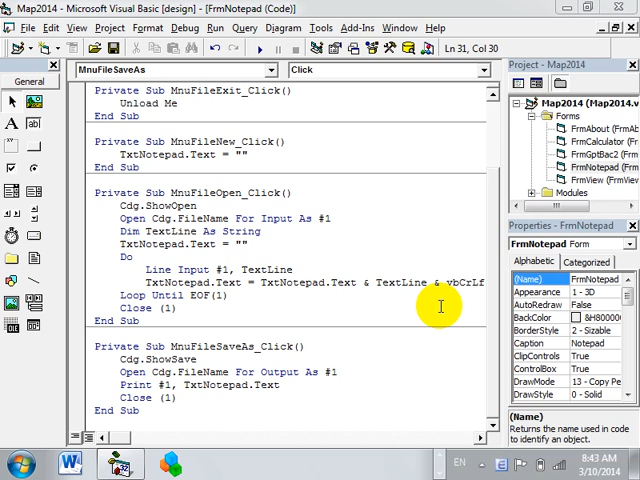 Map2014 - Microsoft Visual Basic [design] - [FrmNotepad (Code)]
File Edit View Project Format Debug Run Query Diagram Tools Add-Ins Window Help
Ln 31, Col 30
General
MnuFileSaveAs Click
Private Sub MnuFileExit_Click()
Unload Me
End Sub
Private Sub MnuFileNew_Click()
TxtNotepad.Text = ""
End Sub
Private Sub MnuFileOpen_Click()
Cdg.ShowOpen
Open Cdg.FileName For Input As #1
Dim TextLine As String
TxtNotepad.Text = ""
Do
Line Input #1, TextLine
TxtNotepad.Text = TxtNotepad.Text & TextLine & vbCrLf
Loop Until EOF(1)
Close (1)
End Sub
Private Sub MnuFileSaveAs_Click()
Cdg.ShowSave
Open Cdg.FileName For Output As #1
Print #1, TxtNotepad.Text
Close (1)
End Sub
Project - Map2014
Map2014 (Map2014.v
Forms
FrmAbout (FrmAb
FrmCalculator (Frm
FrmGptBac2 (Frm
FrmNotepad (Frm
FrmView (FrmView
Modules
Properties - FrmNotepad
FrmNotepad Form
Alphabetic Categorized
(Name) FrmNotepad
Appearance 1 - 3D
AutoRedraw False
BackColor &H800000
BorderStyle 2 - Sizable
Caption Notepad
ClipControls True
ControlBox True
DrawMode 13 - Copy Pe
DrawStyle 0 - Solid
(Name)
Returns the name used in code to identify an object.
EN
8:43 AM
3/10/2014